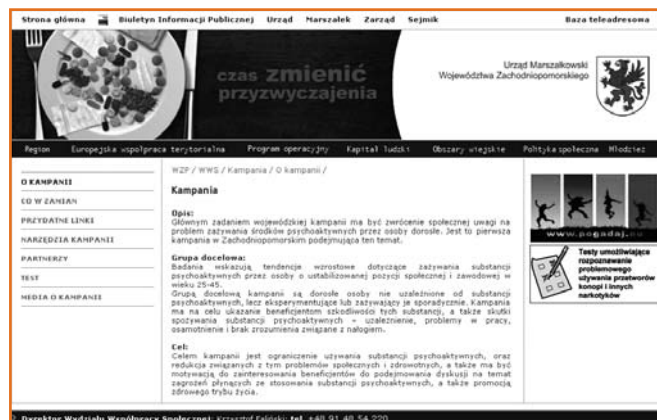 Strona główna Biuletyn Informacji Publicznej Urząd Marszałek Zarząd Sejmik Baza teleadresowa
czas zmienić
przyzwyczajenia
Urząd Marszałkowski
Województwa Zachodniopomorskiego
Region Europejska współpraca terytorialna Program operacyjny Kapitał ludzki Obszary wiejskie Polityka społeczna Młodzież
WZP / WWS / Kampania / O kampanii /
O KAMPANII
CO W ZAMIAN
PRZYDATNE LINKI
NARZĘDZIA KAMPANII
PARTNERZY
TEST
MEDIA O KAMPANII
Kampania
Opis:
Głównym zadaniem wojewódzkiej kampanii ma być zwrócenie społecznej uwagi na
problem zażywania środków psychoaktywnych przez osoby dorosłe. Jest to pierwsza
kampania w Zachodniopomorskim podejmująca ten temat.
Grupa docelowa:
Badania wskazują tendencje wzrostowe dotyczące zażywania substancji
psychoaktywnych przez osoby o ustabilizowanej pozycji społecznej i zawodowej w
wieku 25-45.
Grupą docelową kampanii są dorosłe osoby nie uzależnione od substancji
psychoaktywnych, lecz eksperymentujące lub zażywający je sporadycznie. Kampania
ma na celu ukazanie beneficjentom szkodliwości tych substancji, a także skutki
spożywania substancji psychoaktywnych – uzależnienie, problemy w pracy,
osamotnienie i brak zrozumienia związane z nałogiem.
Cel:
Celem kampanii jest ograniczenie używania substancji psychoaktywnych, oraz
redukcja związanych z tym problemów społecznych i zdrowotnych, a także ma być
motywacją do zainteresowania beneficjentów do podejmowania dyskusji na temat
zagrożeń płynących ze stosowania substancji psychoaktywnych, a także promocją
zdrowego trybu życia.
www.pogadaj.
Testy umożliwiające
rozpoznawanie
problemowego
używania przetworów
konopi i innych
narkotyków
Dyrektor Wydziału Współpracy Społecznej: Krzysztof tel. +48 91 48 54 220